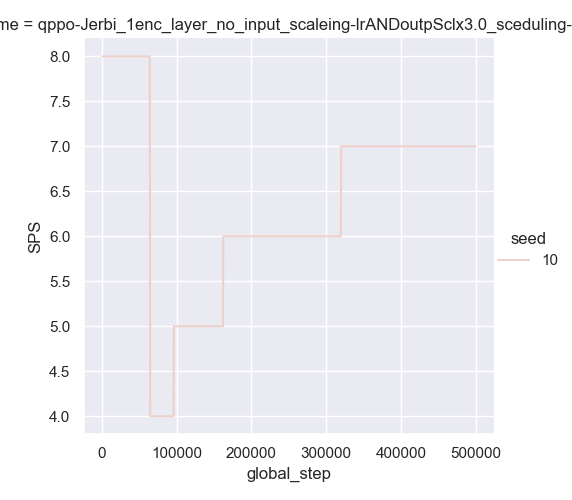 me = qppo-Jerbi_1enc_layer_no_input_scaleing-lrANDoutpSclx3.0_sceduling-
8.0
7.5
7.0
6.5
6.0
5.5
5.0
4.5
4.0
SPS
0 100000 200000 300000 400000 500000
global_step
seed
10